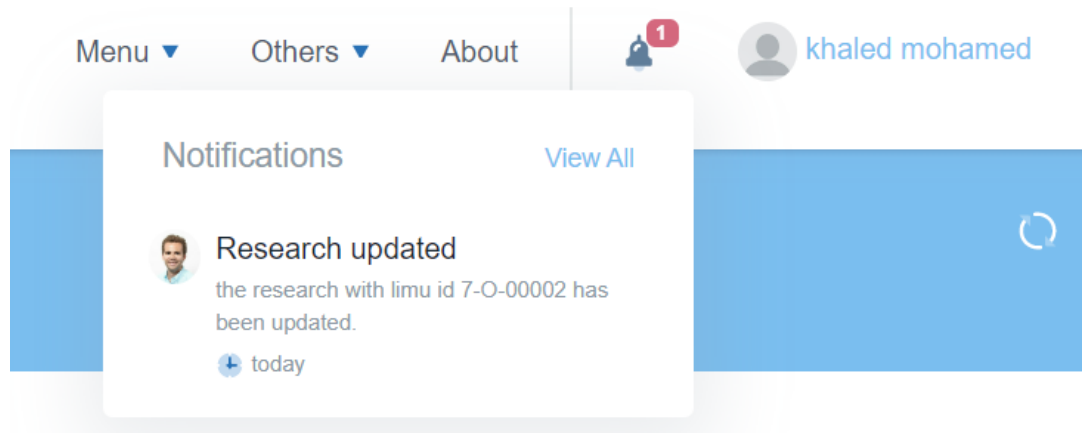 Menu Others About 1 khaled mohamed
Notifications View All
Research updated
the research with limu id 7-O-00002 has
been updated.
today